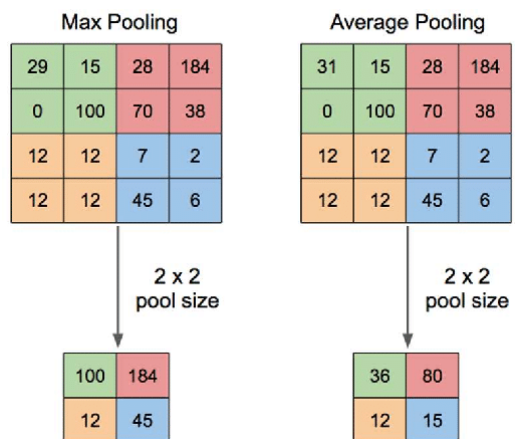 Max Pooling
29 15 28 184
0 100 70 38
12 12 7 2
12 12 45 6
2 x 2
pool size
100 184
12 45
Average Pooling
31 15 28 184
0 100 70 38
12 12 7 2
12 12 45 6
2 x 2
pool size
36 80
12 15